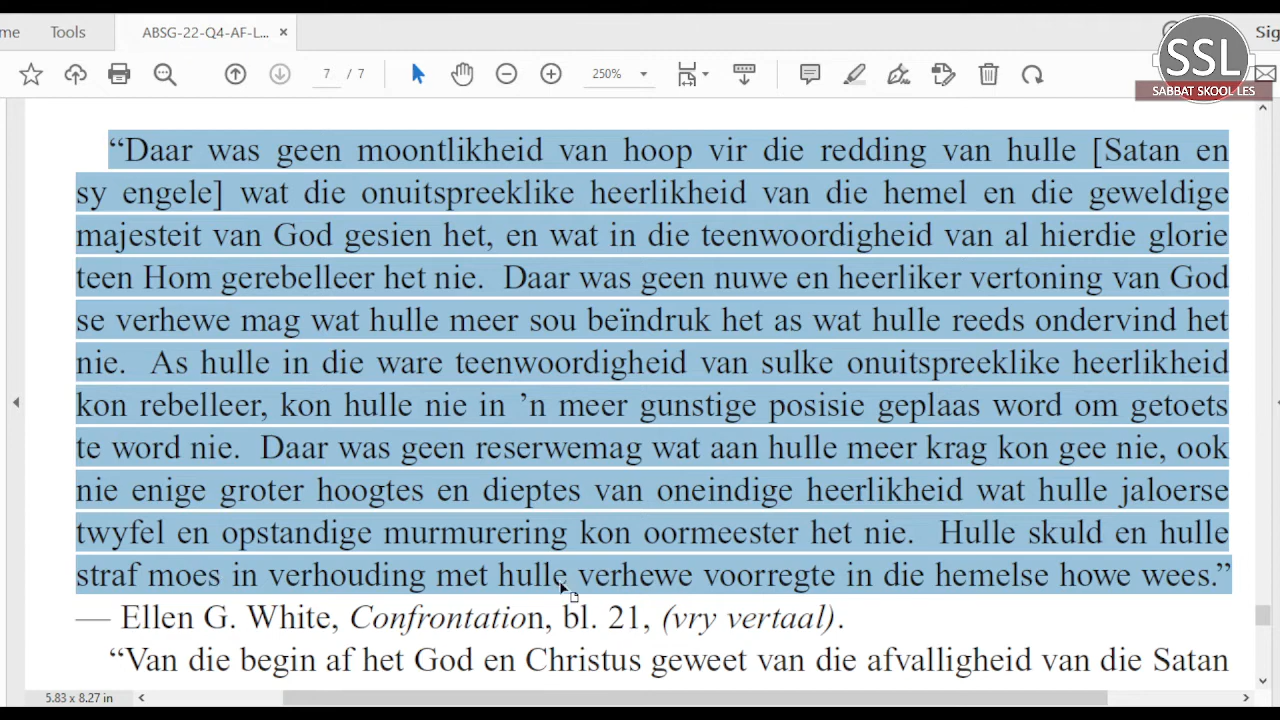 me Tools ABSG-22-Q4-AF-L... × Sig
7 / 7 250%
SSL
SABBAT SKOOL LES
“Daar was geen moontlikheid van hoop vir die redding van hulle [Satan en
sy engele] wat die onuitspreeklike heerlikheid van die hemel en die geweldige
majesteit van God gesien het, en wat in die teenwoordigheid van al hierdie glorie
teen Hom gerebelleer het nie. Daar was geen nuwe en heerliker vertoning van God
se verhewe mag wat hulle meer sou beïndruk het as wat hulle reeds ondervind het
nie. As hulle in die ware teenwoordigheid van sulke onuitspreeklike heerlikheid
kon rebelleer, kon hulle nie in ’n meer gunstige posisie geplaas word om getoets
te word nie. Daar was geen reserwemag wat aan hulle meer krag kon gee nie, ook
nie enige groter hoogtes en dieptes van oneindige heerlikheid wat hulle jaloerse
twyfel en opstandige murmurering kon oormeester het nie. Hulle skuld en hulle
straf moes in verhouding met hulle verhewe voorregte in die hemelse howe wees.”
— Ellen G. White, Confrontation, bl. 21, (vry vertaal).
“Van die begin af het God en Christus geweet van die afvalligheid van die Satan
5.83 x 8.27 in